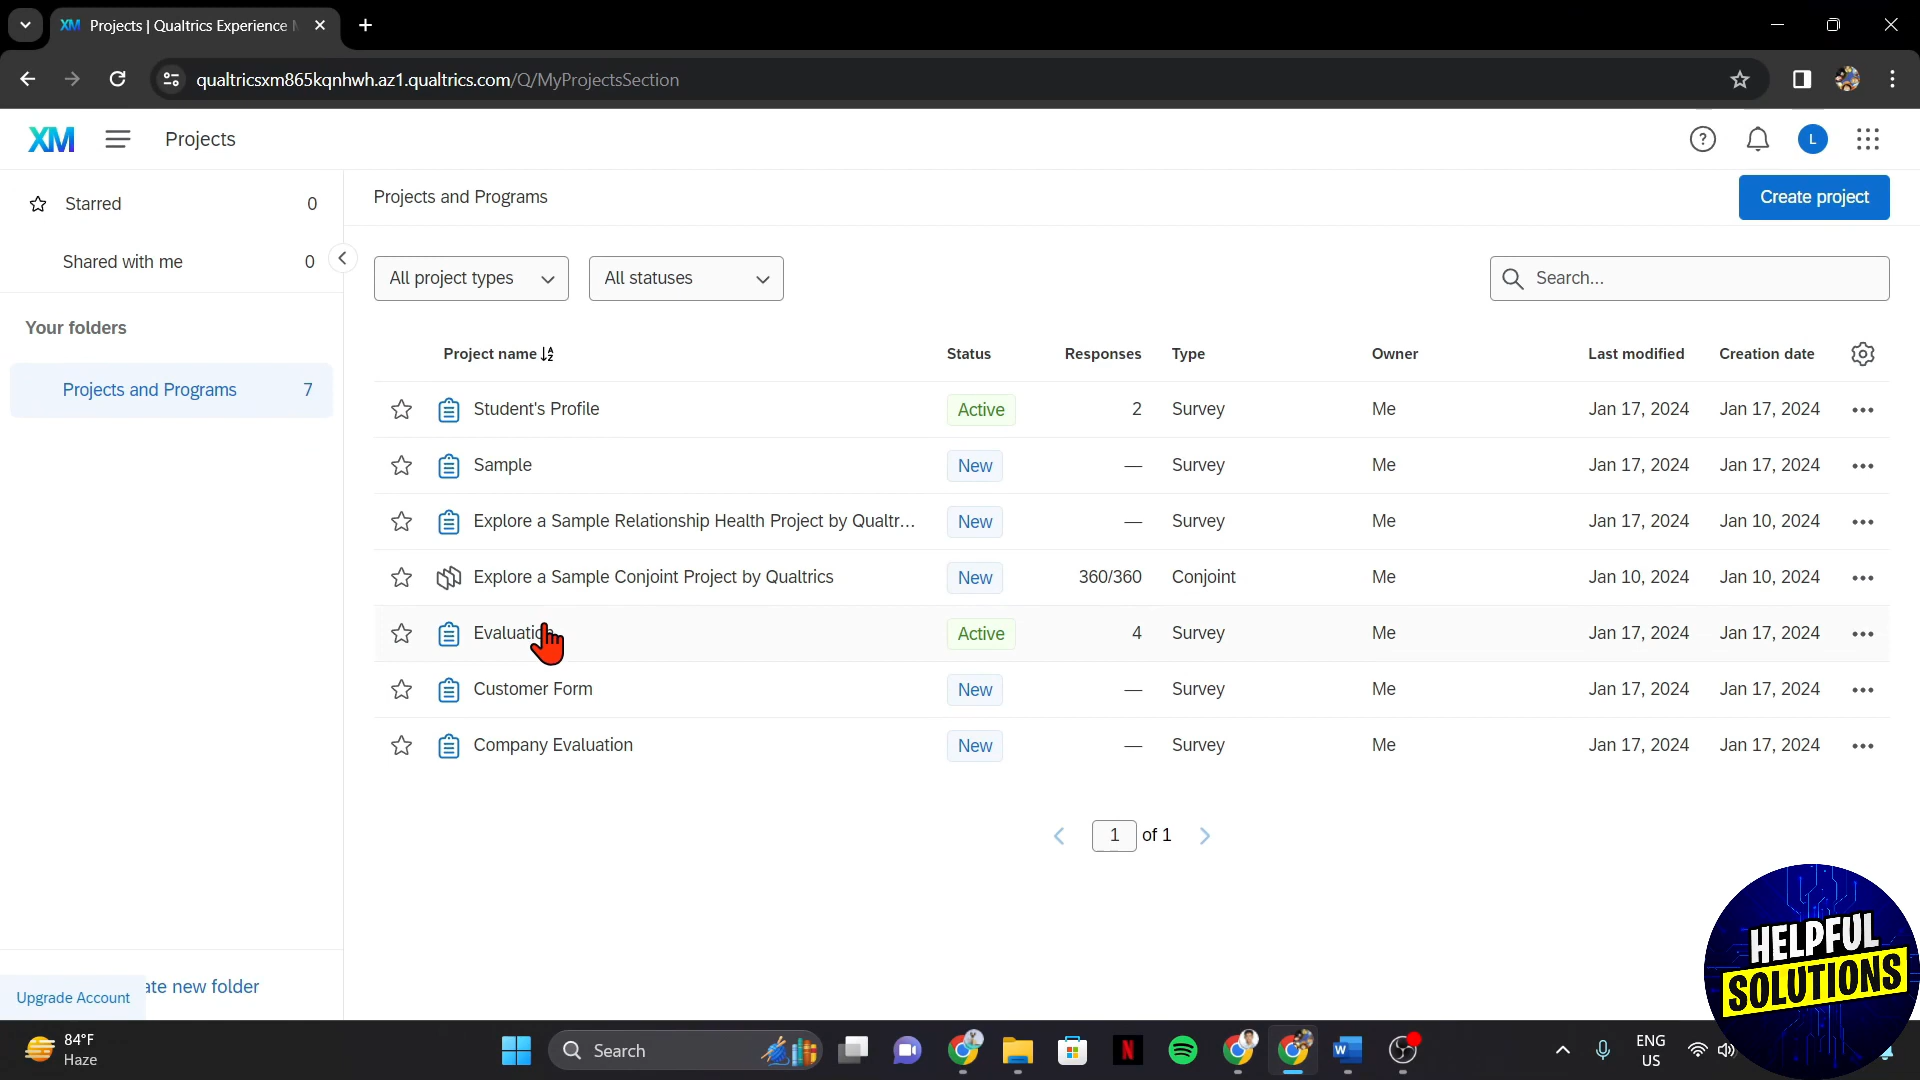 XM Projects | Qualtrics Experience
qualtricsxm865kqnhwh.az1.qualtrics.com/Q/MyProjectsSection
XM Projects
L
Starred 0
Shared with me 0
Your folders
Projects and Programs 7
Projects and Programs
Create project
All project types
All statuses
Search...
Project name Status Responses Type Owner Last modified Creation date
Student's Profile Active 2 Survey Me Jan 17, 2024 Jan 17, 2024
Sample New — Survey Me Jan 17, 2024 Jan 17, 2024
Explore a Sample Relationship Health Project by Qualtr... New — Survey Me Jan 17, 2024 Jan 10, 2024
Explore a Sample Conjoint Project by Qualtrics New 360/360 Conjoint Me Jan 10, 2024 Jan 10, 2024
Evaluation Active 4 Survey Me Jan 17, 2024 Jan 17, 2024
Customer Form New — Survey Me Jan 17, 2024 Jan 17, 2024
Company Evaluation New — Survey Me Jan 17, 2024 Jan 17, 2024
1 of 1
ate new folder
Upgrade Account
HELPFUL
SOLUTIONS
84°F
Haze
Search
ENG
US